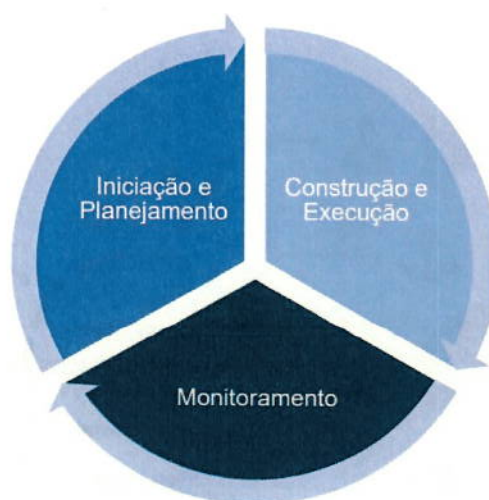 Iniciação e
Planejamento
Construção e
Execução
Monitoramento